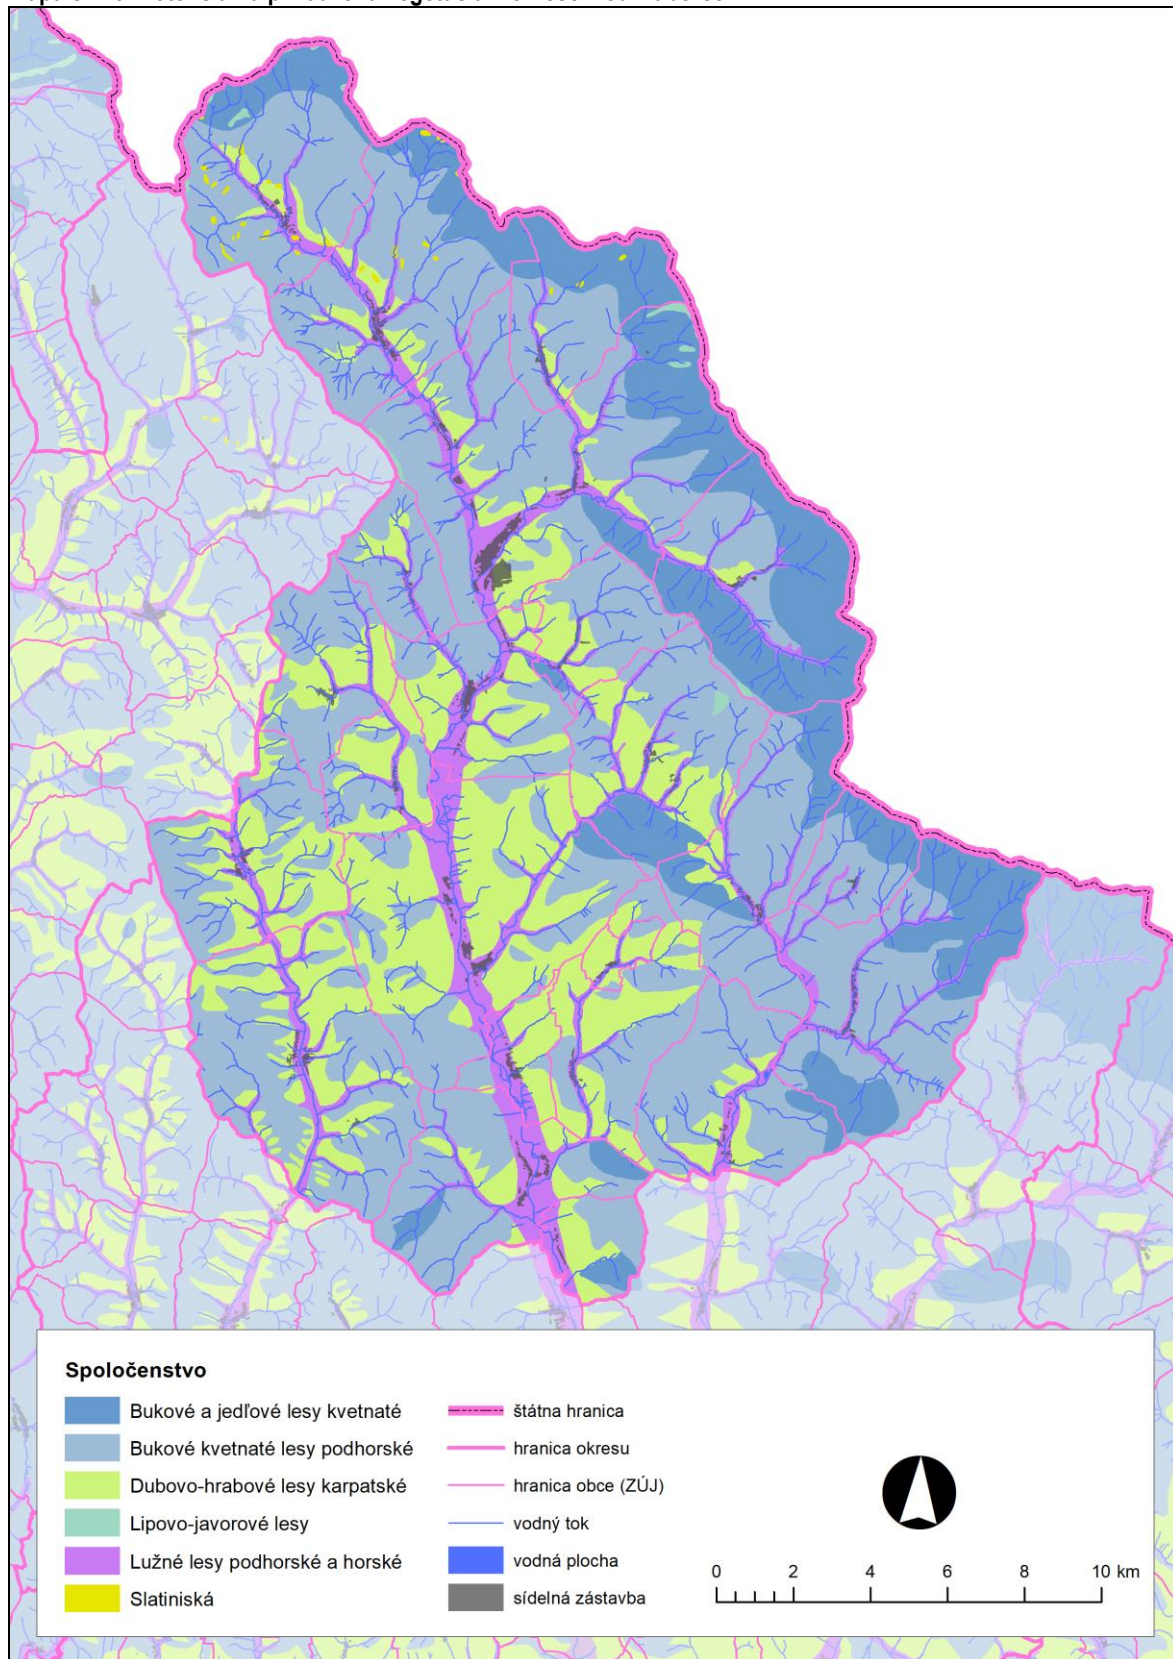 Spoločenstvo
Bukové a jedľové lesy kvetnaté
Bukové kvetnaté lesy podhorské
Dubovo-hrabové lesy karpatské
Lipovo-javorové lesy
Lužné lesy podhorské a horské
Slatiniská
štátna hranica
hranica okresu
hranica obce (ZÚJ)
vodný tok
vodná plocha
sídelná zástavba
0 2 4 6 8 10 km